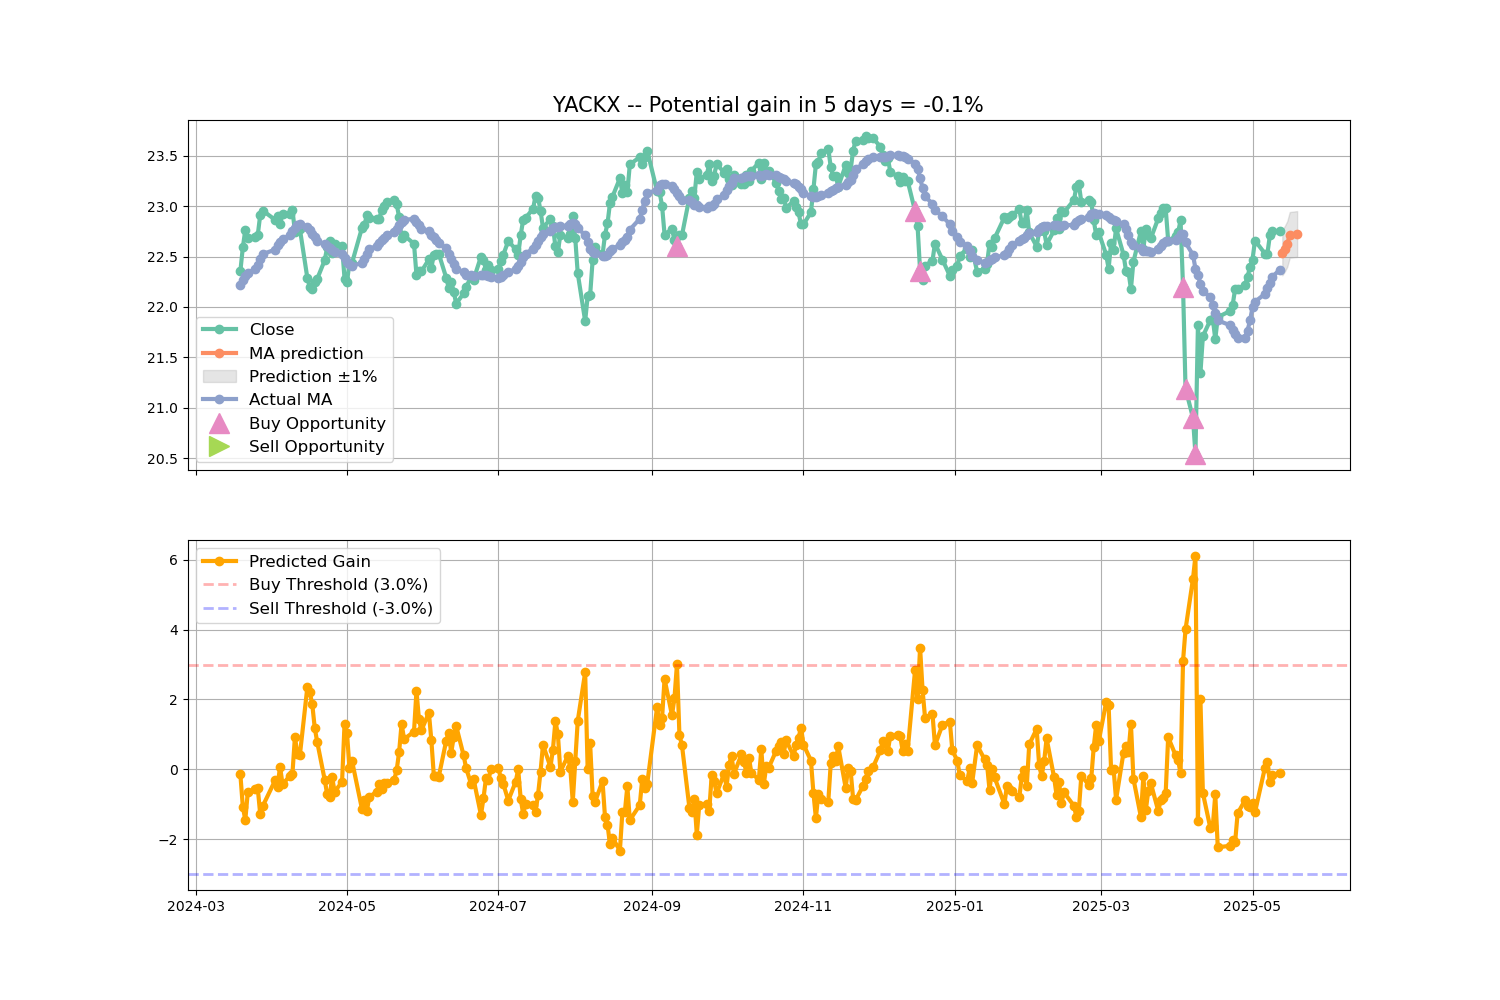 YACKX -- Potential gain in 5 days = -0.1%
23.5
23.0
22.5
22.0
21.5
21.0
20.5
Close
MA prediction
Prediction ±1%
Actual MA
Buy Opportunity
Sell Opportunity
6
4
2
0
−2
Predicted Gain
Buy Threshold (3.0%)
Sell Threshold (-3.0%)
2024-03 2024-05 2024-07 2024-09 2024-11 2025-01 2025-03 2025-05